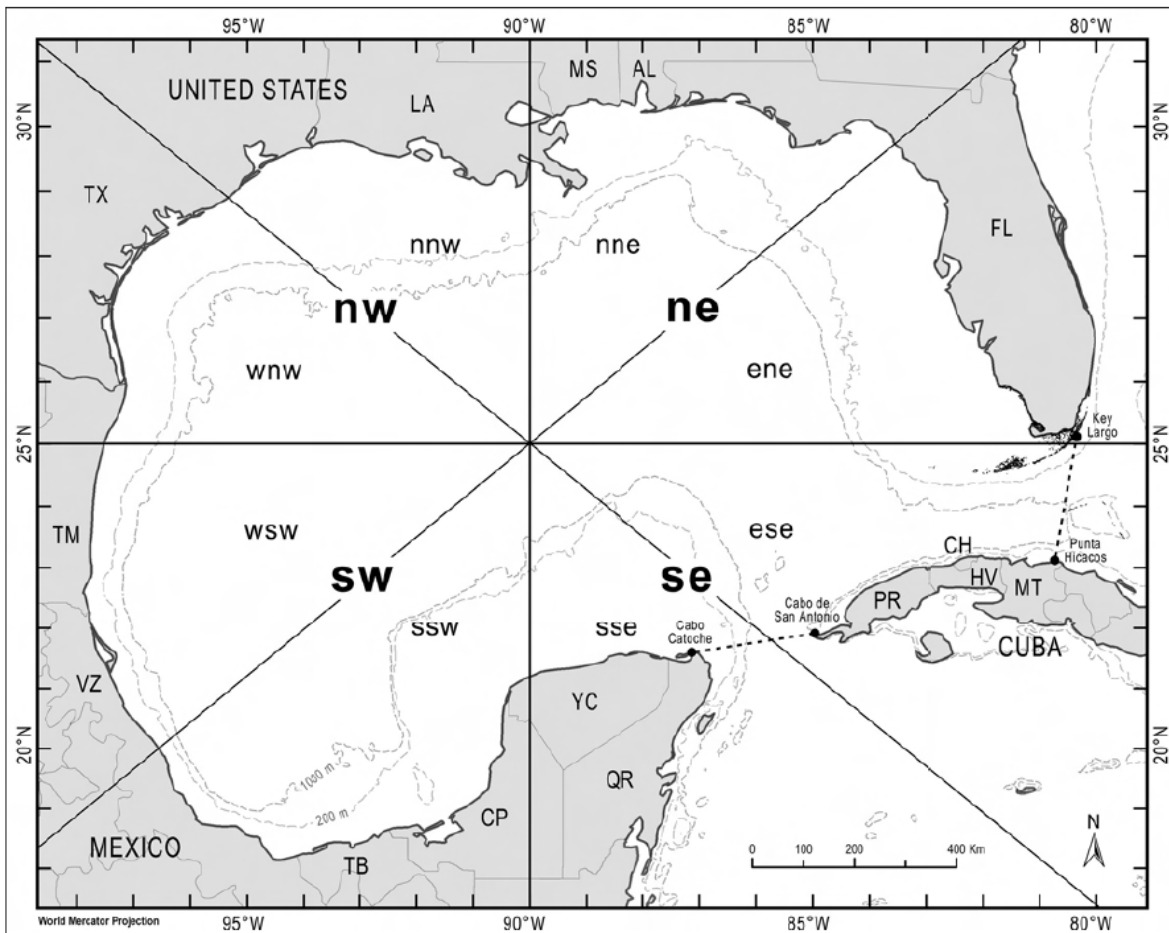 95°W 90°W 85°W 80°W
UNITED STATES
MS
AL
LA
30°N
30°N
TX
FL
nnw
nne
nw
ne
wnw
ene
Key
Largo
25°N
25°N
wsw
ese
TM
CH
Punta
Hicacos
sw
se
HV
PR
MT
Cabo de
San Antonio
ssw
sse
Cabo
Catoche
CUBA
VZ
YC
20°N
20°N
1000 m
200 m
QR
CP
MEXICO
TB
N
0 100 200 400 Km
World Mercator Projection
95°W 90°W 85°W 80°W